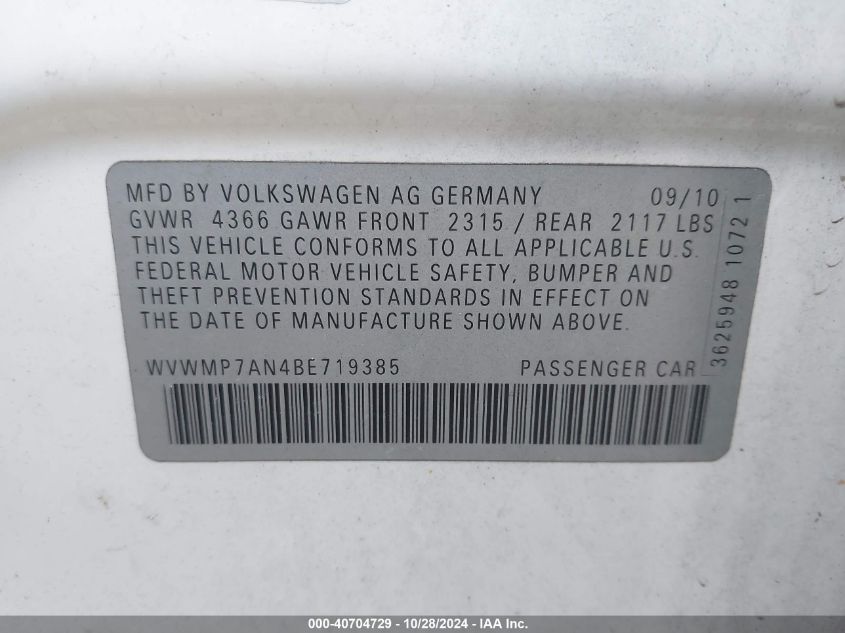 MFD BY VOLKSWAGEN AG GERMANY 09/10
GVWR 4366 GAWR FRONT 2315 / REAR 2117 LBS
THIS VEHICLE CONFORMS TO ALL APPLICABLE U.S.
FEDERAL MOTOR VEHICLE SAFETY, BUMPER AND
THEFT PREVENTION STANDARDS IN EFFECT ON
THE DATE OF MANUFACTURE SHOWN ABOVE.
WVWMP7AN4BE719385 PASSENGER CAR
3625948 10721
000-40704729 - 10/28/2024 - IAA Inc.